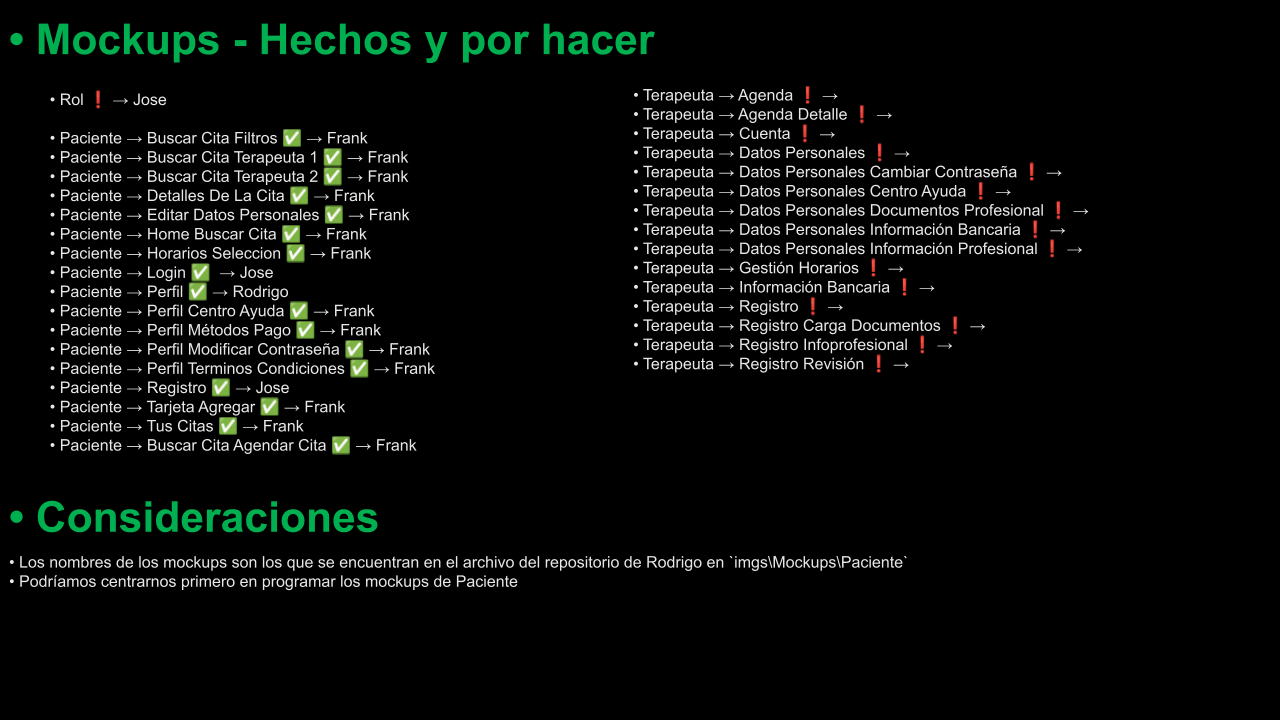 • Mockups - Hechos y por hacer
• Rol ❗ → Jose
• Paciente → Buscar Cita Filtros ✅ → Frank
• Paciente → Buscar Cita Terapeuta 1 ✅ → Frank
• Paciente → Buscar Cita Terapeuta 2 ✅ → Frank
• Paciente → Detalles De La Cita ✅ → Frank
• Paciente → Editar Datos Personales ✅ → Frank
• Paciente → Home Buscar Cita ✅ → Frank
• Paciente → Horarios Seleccion ✅ → Frank
• Paciente → Login ✅ → Jose
• Paciente → Perfil ✅ → Rodrigo
• Paciente → Perfil Centro Ayuda ✅ → Frank
• Paciente → Perfil Métodos Pago ✅ → Frank
• Paciente → Perfil Modificar Contraseña ✅ → Frank
• Paciente → Perfil Terminos Condiciones ✅ → Frank
• Paciente → Registro ✅ → Jose
• Paciente → Tarjeta Agregar ✅ → Frank
• Paciente → Tus Citas ✅ → Frank
• Paciente → Buscar Cita Agendar Cita ✅ → Frank
• Terapeuta → Agenda ❗ →
• Terapeuta → Agenda Detalle ❗ →
• Terapeuta → Cuenta ❗ →
• Terapeuta → Datos Personales ❗ →
• Terapeuta → Datos Personales Cambiar Contraseña ❗ →
• Terapeuta → Datos Personales Centro Ayuda ❗ →
• Terapeuta → Datos Personales Documentos Profesional ❗ →
• Terapeuta → Datos Personales Información Bancaria ❗ →
• Terapeuta → Datos Personales Información Profesional ❗ →
• Terapeuta → Gestión Horarios ❗ →
• Terapeuta → Información Bancaria ❗ →
• Terapeuta → Registro ❗ →
• Terapeuta → Registro Carga Documentos ❗ →
• Terapeuta → Registro Infoprofesional ❗ →
• Terapeuta → Registro Revisión ❗ →
• Consideraciones
• Los nombres de los mockups son los que se encuentran en el archivo del repositorio de Rodrigo en `imgs\Mockups\Paciente`
• Podríamos centrarnos primero en programar los mockups de Paciente